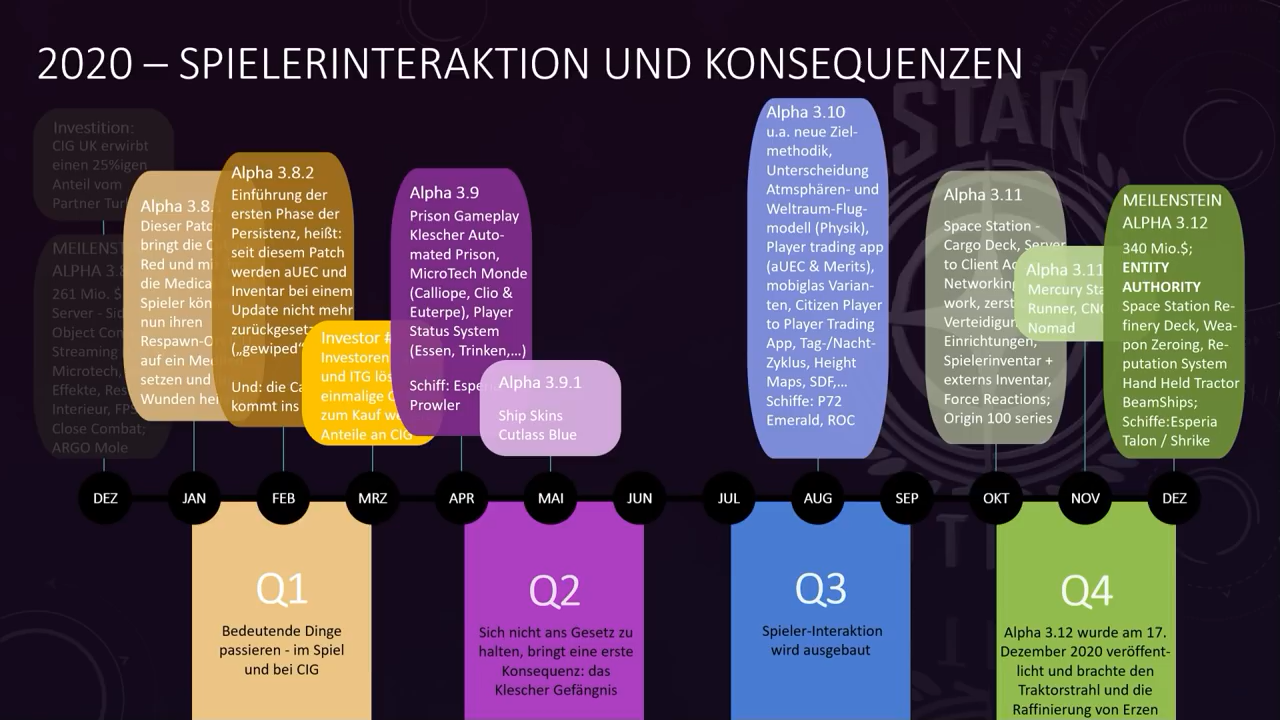 2020 – SPIELERINTERAKTION UND KONSEQUENZEN
Investition:
CIG UK erwirbt
einen 25%igen
Anteil vom
Partner
MEILENST
ALPHA 3.8
261 Mio. $
Server - Sid
Object Con
Streaming
Microtech,
Effekte, Res
Interieur, FPS
Close Combat;
ARGO Mole
Alpha 3.8.
Dieser Patc
bringt die
Red und mi
die Medica
Spieler kön
nun ihren
Respawn-O
auf ein Me
setzen und
Wunden hei
Alpha 3.8.2
Einführung der
ersten Phase der
Persistenz, heißt:
seit diesem Patch
werden aUEC und
Inventar bei einem
Update nicht mehr
zurückgesetz
(„gewiped“
Und: die Ca
kommt ins
Investor #
Investoren
und ITG lös
einmalige
zum Kauf we
Anteile an CIG
Alpha 3.9
Prison Gameplay
Klescher Auto-
mated Prison,
MicroTech Monde
(Calliope, Clio &
Euterpe), Player
Status System
(Essen, Trinken,...)
Schiff: Espe
Prowler
Alpha 3.9.1
Ship Skins
Cutlass Blue
Alpha 3.10
u.a. neue Ziel-
methodik,
Unterscheidung
Atmsphären- und
Weltraum-Flug-
modell (Physik),
Player trading app
(aUEC & Merits),
mobiglas Varian-
ten, Citizen Player
to Player Trading
App, Tag-/Nacht-
Zyklus, Height
Maps, SDF,...
Schiffe: P72
Emerald, ROC
Alpha 3.11
Space Station -
Cargo Deck, Server
to Client Ac
Networking
work, zerst
Verteidigun
Einrichtungen,
Spielerinventar +
externs Inventar,
Force Reactions;
Origin 100 series
Alpha 3.11
Mercury Sta
Runner, CNO
Nomad
MEILENSTEIN
ALPHA 3.12
340 Mio.$;
ENTITY
AUTHORITY
Space Station Re-
finery Deck, Wea-
pon Zeroing, Re-
putation System
Hand Held Tractor
BeamShips;
Schiffe:Esperia
Talon / Shrike
STAR
DEZ JAN FEB MRZ APR MAI JUN JUL AUG SEP OKT NOV DEZ
Q1
Bedeutende Dinge
passieren - im Spiel
und bei CIG
Q2
Sich nicht ans Gesetz zu
halten, bringt eine erste
Konsequenz: das
Klescher Gefängnis
Q3
Spieler-Interaktion
wird ausgebaut
Q4
Alpha 3.12 wurde am 17.
Dezember 2020 veröffent-
licht und brachte den
Traktorstrahl und die
Raffinierung von Erzen